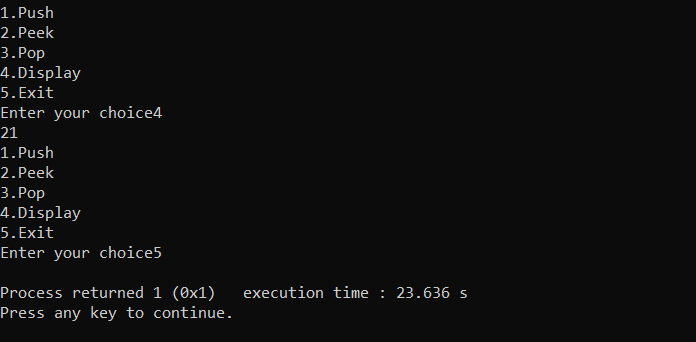 1.Push
2.Peek
3.Pop
4.Display
5.Exit
Enter your choice4
21
1.Push
2.Peek
3.Pop
4.Display
5.Exit
Enter your choice5
Process returned 1 (0x1)   execution time : 23.636 s
Press any key to continue.